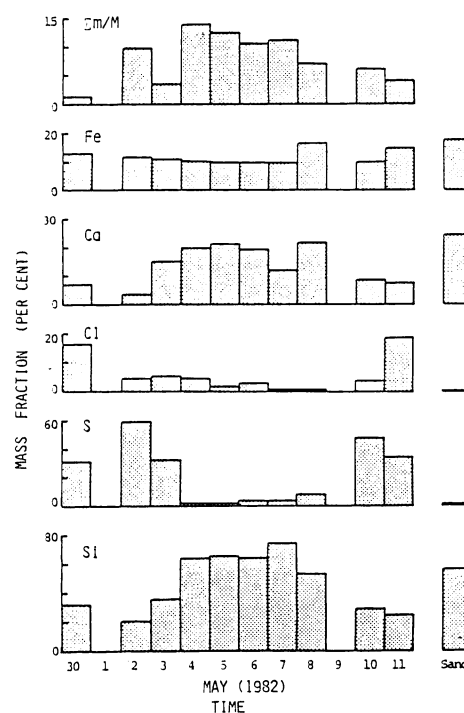 15
Σm/M
0
20
Fe
0
30
Ca
0
20
Cl
0
60
S
0
80
Si
0
MASS FRACTION (PER CENT)
30 1 2 3 4 5 6 7 8 9 10 11 Sand
MAY (1982)
TIME